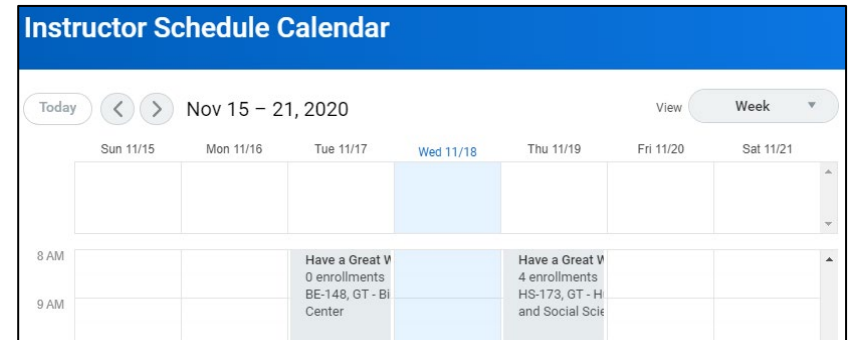 Instructor Schedule Calendar
Today < > Nov 15 – 21, 2020 View Week
Sun 11/15 Mon 11/16 Tue 11/17 Wed 11/18 Thu 11/19 Fri 11/20 Sat 11/21
8 AM
Have a Great W
0 enrollments
BE-148, GT - Bi
Center
Have a Great W
4 enrollments
HS-173, GT - H
and Social Scie
9 AM